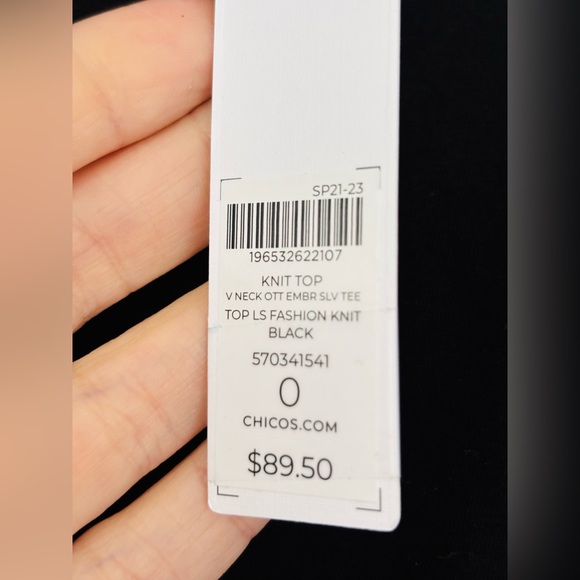 SP21-23
196532622107
KNIT TOP
V NECK OTT EMBR SLV TEE
TOP LS FASHION KNIT
BLACK
570341541
0
CHICOS.COM
$89.50